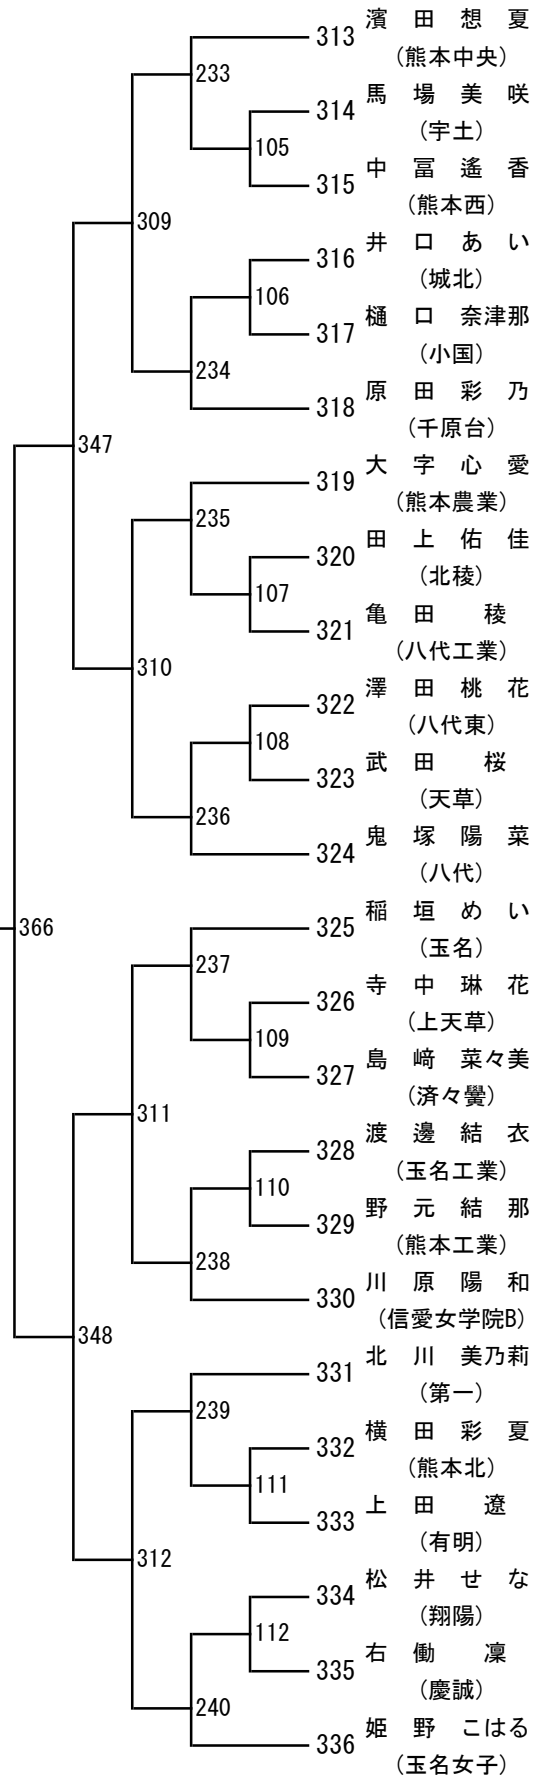 313 濱田想夏
(熊本中央)
233
314 馬場美咲
(宇土)
105
315 中冨遙香
(熊本西)
309
316 井口あい
(城北)
106
317 樋口奈津那
(小国)
234
318 原田彩乃
(千原台)
347
319 大字心愛
(熊本農業)
235
320 田上佑佳
(北稜)
107
321 亀田稜
(八代工業)
310
322 澤田桃花
(八代東)
108
323 武田桜
(天草)
236
324 鬼塚陽菜
(八代)
366
325 稲垣めい
(玉名)
237
326 寺中琳花
(上天草)
109
327 島﨑菜々美
(済々黌)
311
328 渡邊結衣
(玉名工業)
110
329 野元結那
(熊本工業)
238
330 川原陽和
(信愛女学院B)
348
331 北川美乃莉
(第一)
239
332 横田彩夏
(熊本北)
111
333 上田遼
(有明)
312
334 松井せな
(翔陽)
112
335 右働凜
(慶誠)
240
336 姫野こはる
(玉名女子)